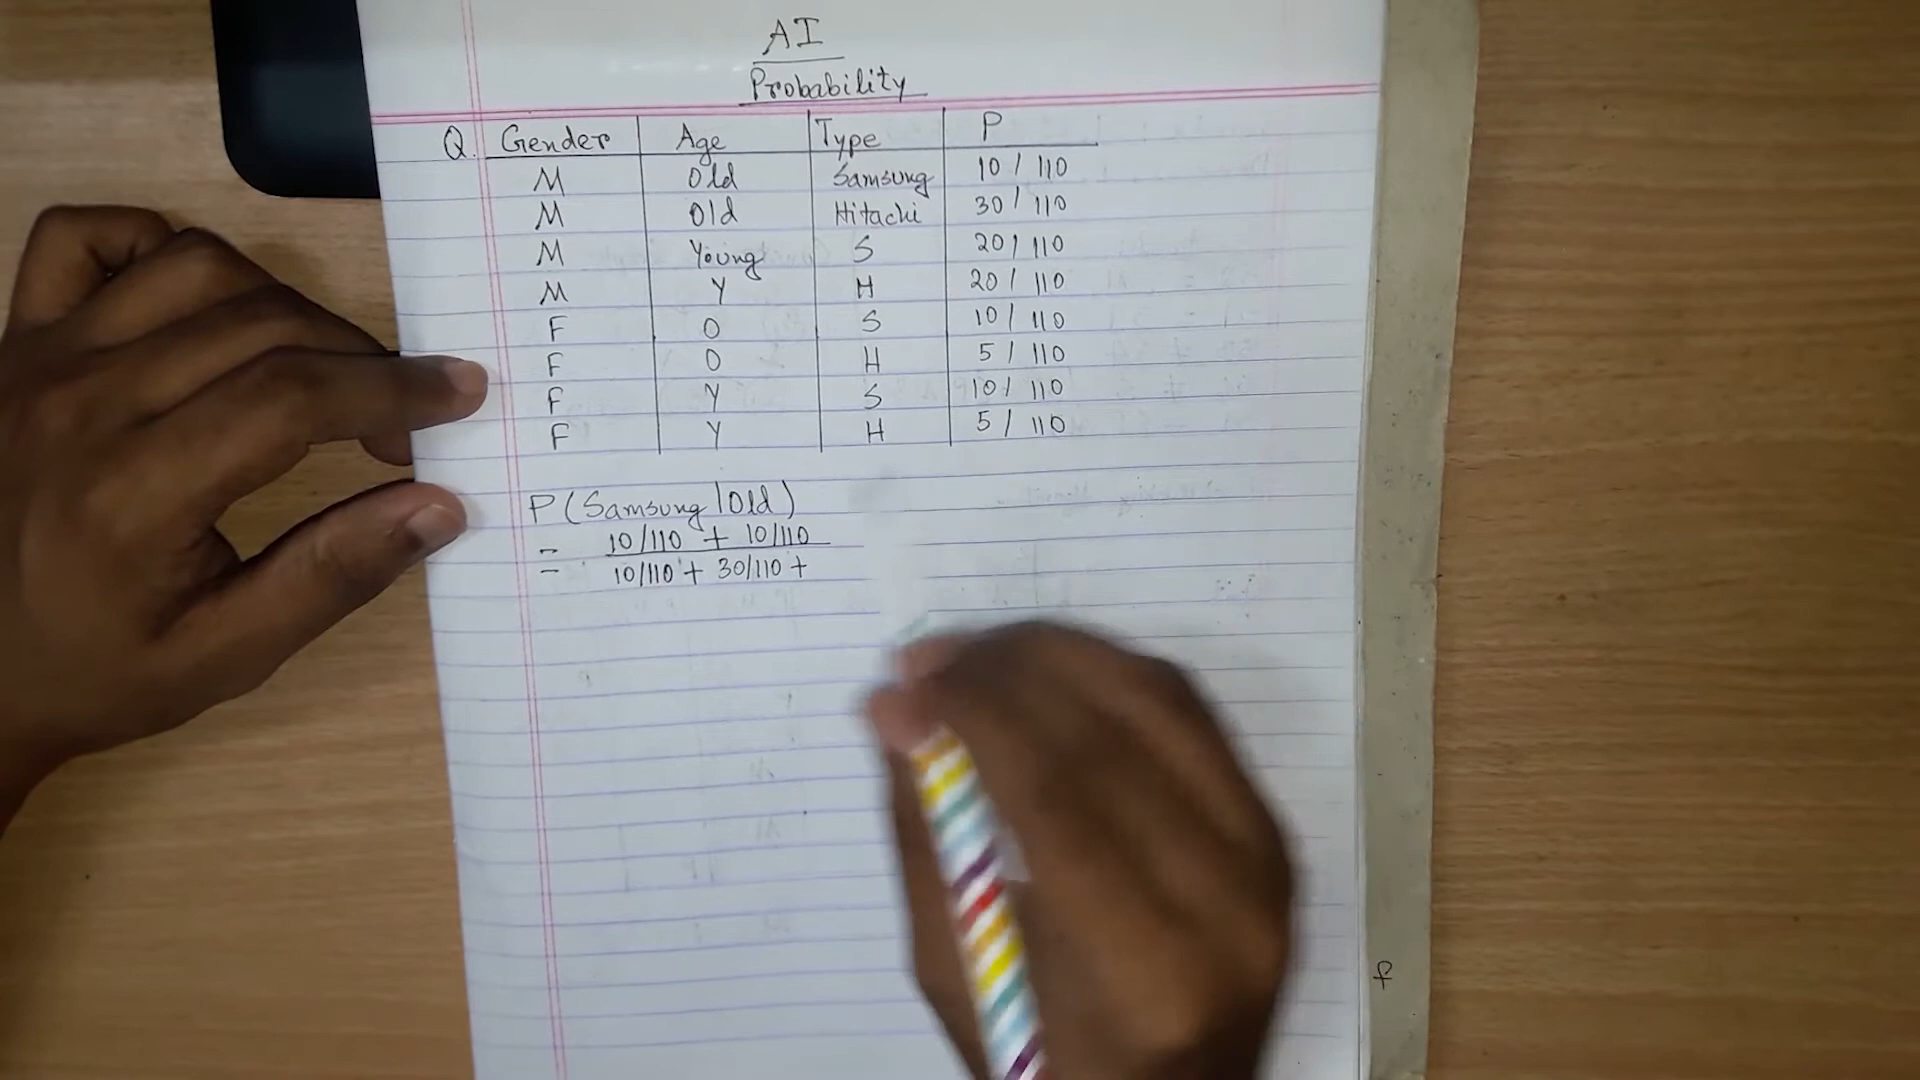 AI
Probability
Q. Gender Age Type P
M Old Samsung 10 / 110
M Old Hitachi 30 / 110
M Young S 20 / 110
M Y H 20 / 110
F O S 10 / 110
F O H 5 / 110
F Y S 10 / 110
F Y H 5 / 110
P (Samsung | Old)
= 10/110 + 10/110
10/110 + 30/110 +